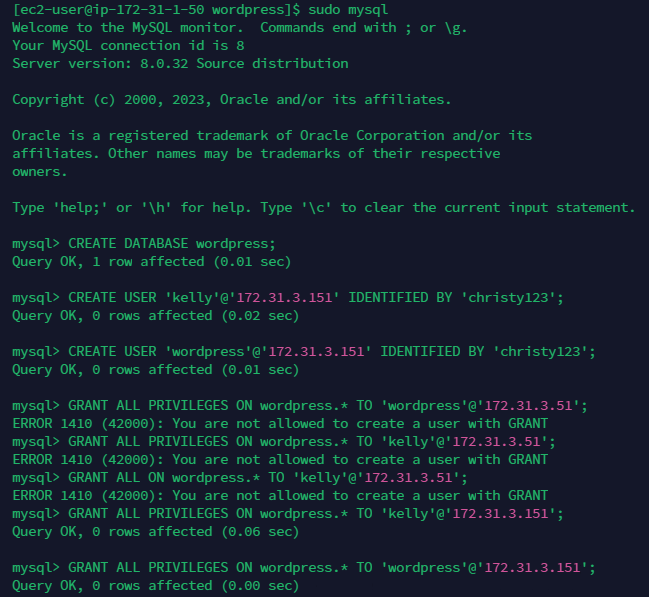 [ec2-user@ip-172-31-1-50 wordpress]$ sudo mysql
Welcome to the MySQL monitor.  Commands end with ; or \g.
Your MySQL connection id is 8
Server version: 8.0.32 Source distribution

Copyright (c) 2000, 2023, Oracle and/or its affiliates.

Oracle is a registered trademark of Oracle Corporation and/or its
affiliates. Other names may be trademarks of their respective
owners.

Type 'help;' or '\h' for help. Type '\c' to clear the current input statement.

mysql> CREATE DATABASE wordpress;
Query OK, 1 row affected (0.01 sec)

mysql> CREATE USER 'kelly'@'172.31.3.151' IDENTIFIED BY 'christy123';
Query OK, 0 rows affected (0.02 sec)

mysql> CREATE USER 'wordpress'@'172.31.3.151' IDENTIFIED BY 'christy123';
Query OK, 0 rows affected (0.01 sec)

mysql> GRANT ALL PRIVILEGES ON wordpress.* TO 'wordpress'@'172.31.3.51';
ERROR 1410 (42000): You are not allowed to create a user with GRANT
mysql> GRANT ALL PRIVILEGES ON wordpress.* TO 'kelly'@'172.31.3.51';
ERROR 1410 (42000): You are not allowed to create a user with GRANT
mysql> GRANT ALL ON wordpress.* TO 'kelly'@'172.31.3.51';
ERROR 1410 (42000): You are not allowed to create a user with GRANT
mysql> GRANT ALL PRIVILEGES ON wordpress.* TO 'kelly'@'172.31.3.151';
Query OK, 0 rows affected (0.06 sec)

mysql> GRANT ALL PRIVILEGES ON wordpress.* TO 'wordpress'@'172.31.3.151';
Query OK, 0 rows affected (0.00 sec)